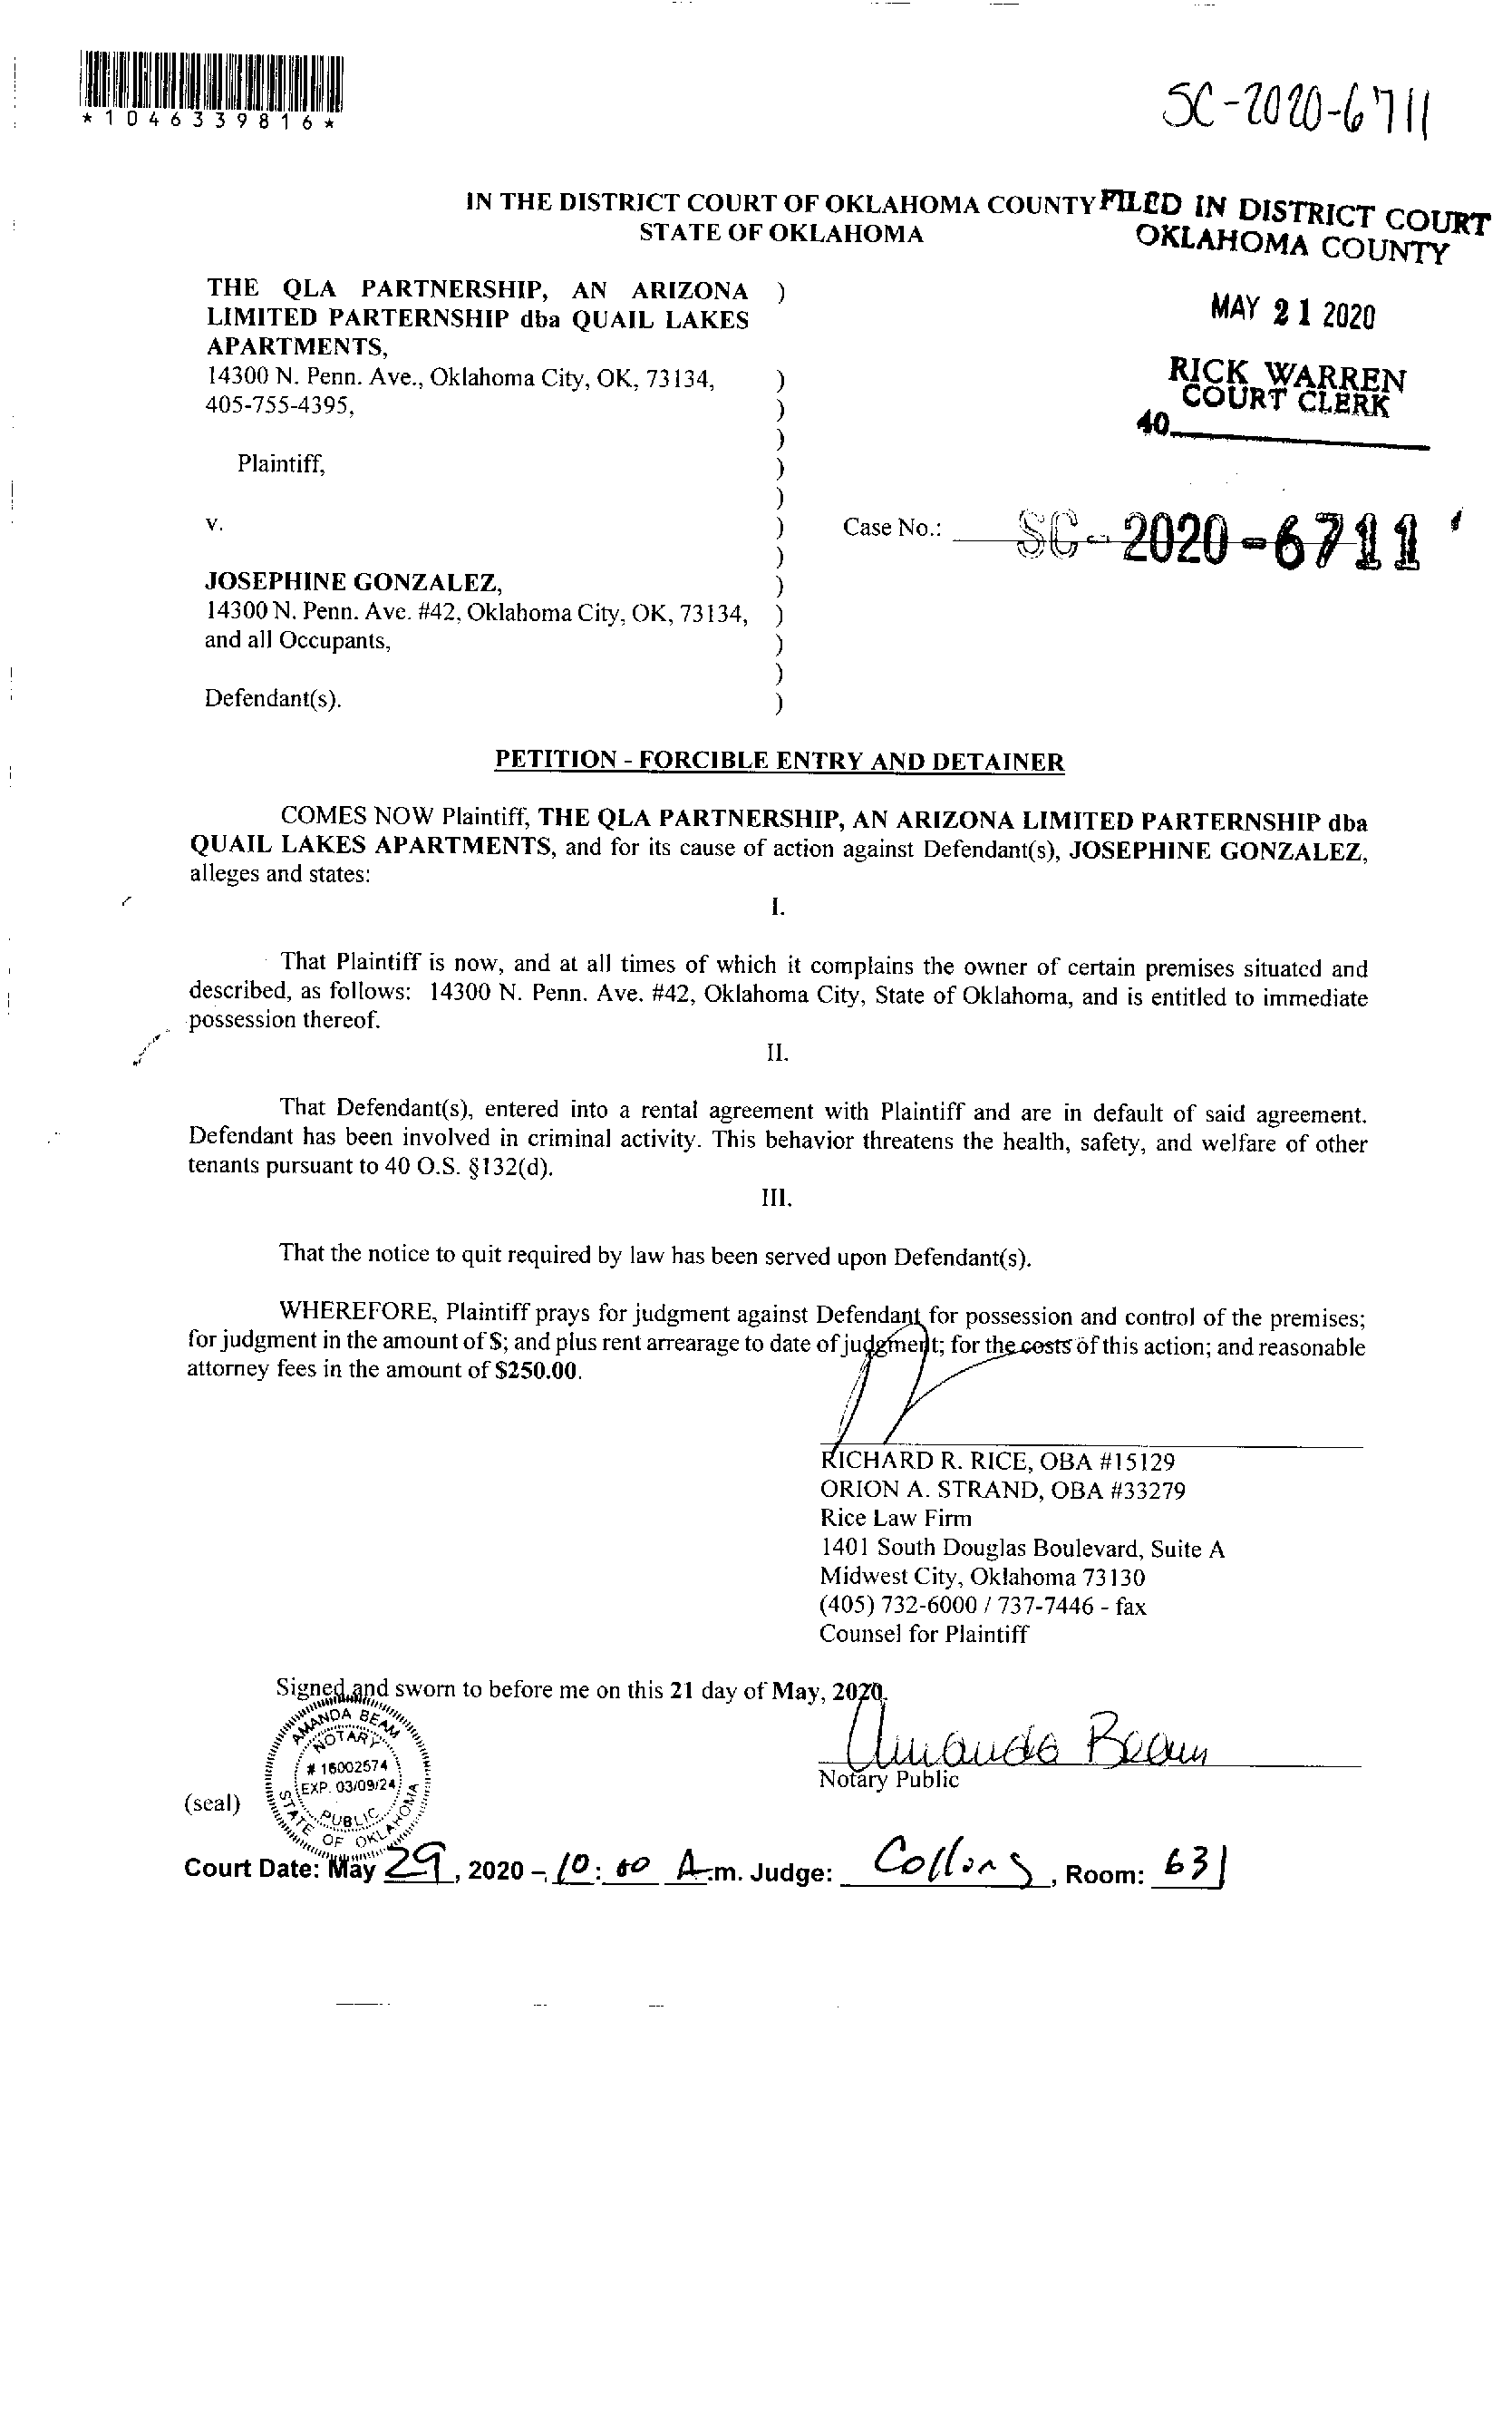 *1046339816*
SC-2020-6711
IN THE DISTRICT COURT OF OKLAHOMA COUNTY
STATE OF OKLAHOMA
FILED IN DISTRICT COURT
OKLAHOMA COUNTY
MAY 21 2020
RICK WARREN
COURT CLERK
40
THE QLA PARTNERSHIP, AN ARIZONA )
LIMITED PARTERNSHIP dba QUAIL LAKES
APARTMENTS,
14300 N. Penn. Ave., Oklahoma City, OK, 73134, )
405-755-4395, )
)
Plaintiff, )
)
v. ) Case No.: SC-2020-6711
)
JOSEPHINE GONZALEZ, )
14300 N. Penn. Ave. #42, Oklahoma City, OK, 73134, )
and all Occupants, )
)
Defendant(s). )
PETITION - FORCIBLE ENTRY AND DETAINER
COMES NOW Plaintiff, THE QLA PARTNERSHIP, AN ARIZONA LIMITED PARTERNSHIP dba
QUAIL LAKES APARTMENTS, and for its cause of action against Defendant(s), JOSEPHINE GONZALEZ,
alleges and states:
I.
That Plaintiff is now, and at all times of which it complains the owner of certain premises situated and
described, as follows: 14300 N. Penn. Ave. #42, Oklahoma City, State of Oklahoma, and is entitled to immediate
possession thereof.
II.
That Defendant(s), entered into a rental agreement with Plaintiff and are in default of said agreement.
Defendant has been involved in criminal activity. This behavior threatens the health, safety, and welfare of other
tenants pursuant to 40 O.S. §132(d).
III.
That the notice to quit required by law has been served upon Defendant(s).
WHEREFORE, Plaintiff prays for judgment against Defendant for possession and control of the premises;
for judgment in the amount of $; and plus rent arrearage to date of judgment; for the costs of this action; and reasonable
attorney fees in the amount of $250.00.
RICHARD R. RICE, OBA #15129
ORION A. STRAND, OBA #33279
Rice Law Firm
1401 South Douglas Boulevard, Suite A
Midwest City, Oklahoma 73130
(405) 732-6000 / 737-7446 - fax
Counsel for Plaintiff
Signed and sworn to before me on this 21 day of May, 2020.
Amanda Beam
Notary Public
(seal)
AMANDA BEAM
NOTARY
# 16002574
EXP. 03/09/24
PUBLIC
STATE OF OKLAHOMA
Court Date: May 29, 2020 - 10:00 A.m. Judge: Collins, Room: 631